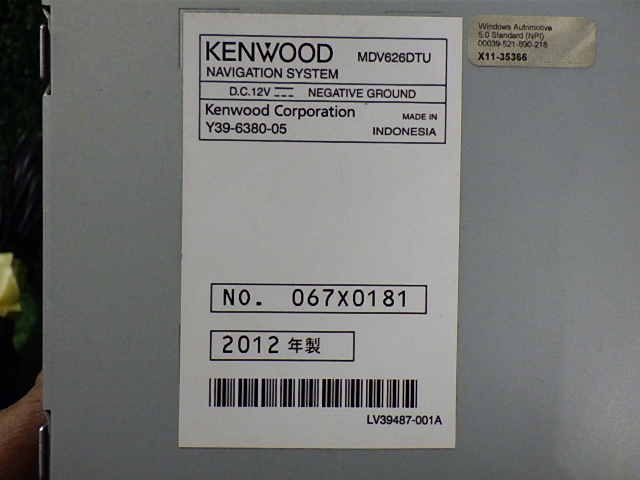 KENWOOD MDV626DTU
NAVIGATION SYSTEM
D.C.12V ⎓ NEGATIVE GROUND
Kenwood Corporation MADE IN
Y39-6380-05 INDONESIA
NO. 067X0181
2012 年製
LV39487-001A
Windows Automotive
5.0 Standard (NPI)
00039-521-890-218
X11-35366